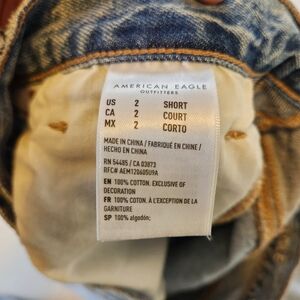 AMERICAN EAGLE
OUTFITTERS
US 2 SHORT
CA 2 COURT
MX 2 CORTO
MADE IN CHINA / FABRIQUÉ EN CHINE /
HECHO EN CHINA
RN 54485 / CA 03873
RFC# AEM120605U9A
EN 100% COTTON. EXCLUSIVE OF
DECORATION
FR 100% COTON. À L'EXCEPTION DE LA
GARNITURE
SP 100% algodón;